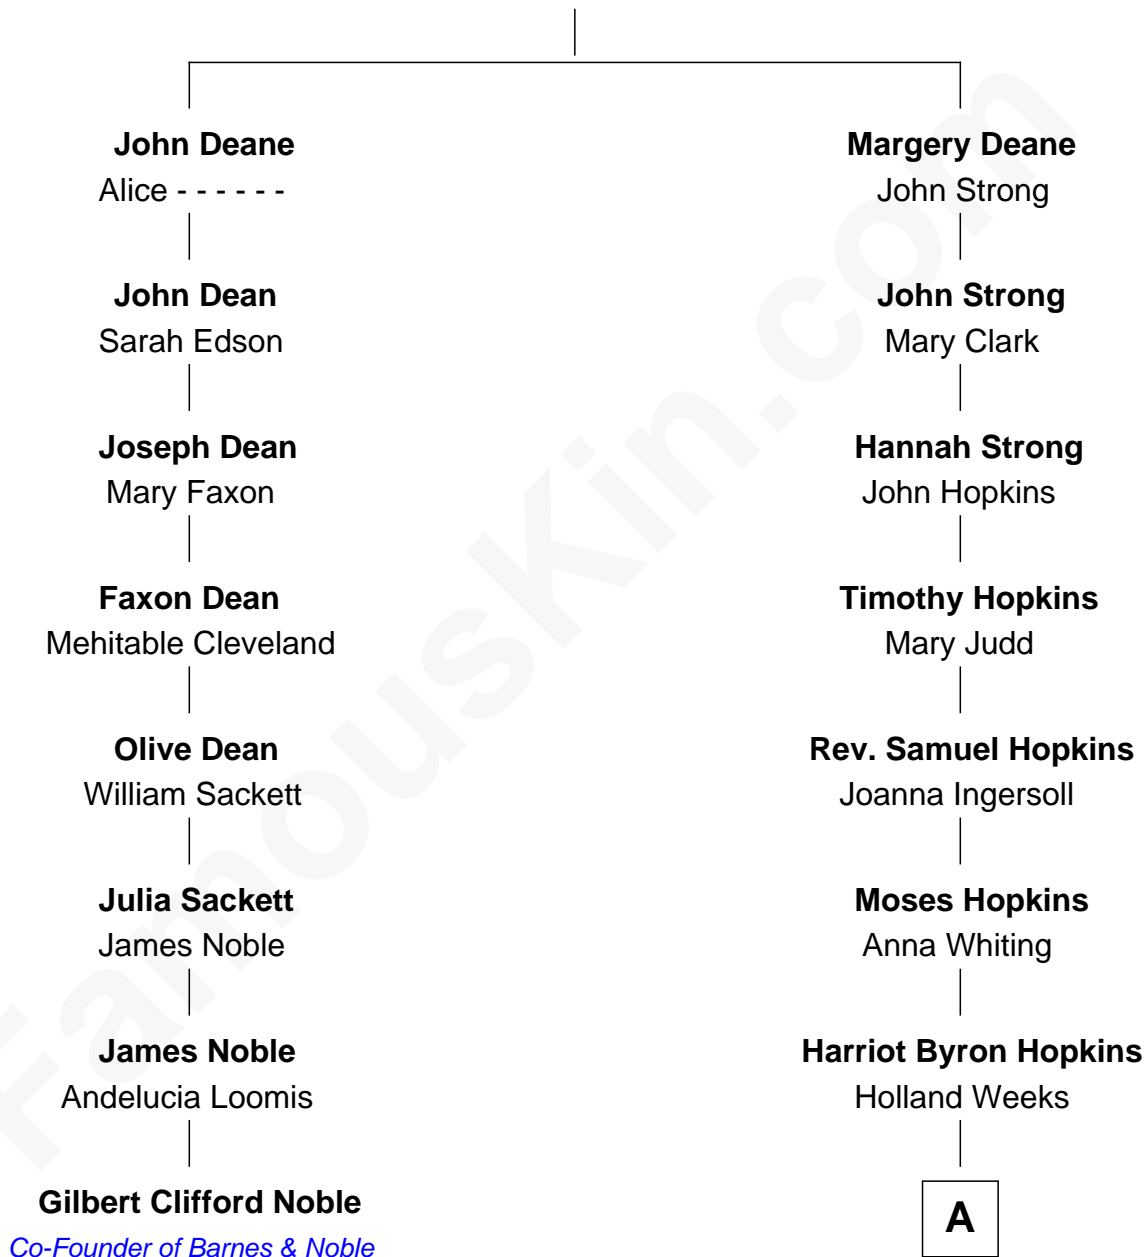 John Deane
Alice - - - - - -
John Dean
Sarah Edson
Joseph Dean
Mary Faxon
Faxon Dean
Mehitable Cleveland
Olive Dean
William Sackett
Julia Sackett
James Noble
James Noble
Andelucia Loomis
Gilbert Clifford Noble
Co-Founder of Barnes & Noble
Margery Deane
John Strong
John Strong
Mary Clark
Hannah Strong
John Hopkins
Timothy Hopkins
Mary Judd
Rev. Samuel Hopkins
Joanna Ingersoll
Moses Hopkins
Anna Whiting
Harriot Byron Hopkins
Holland Weeks
A
FamousKin.com